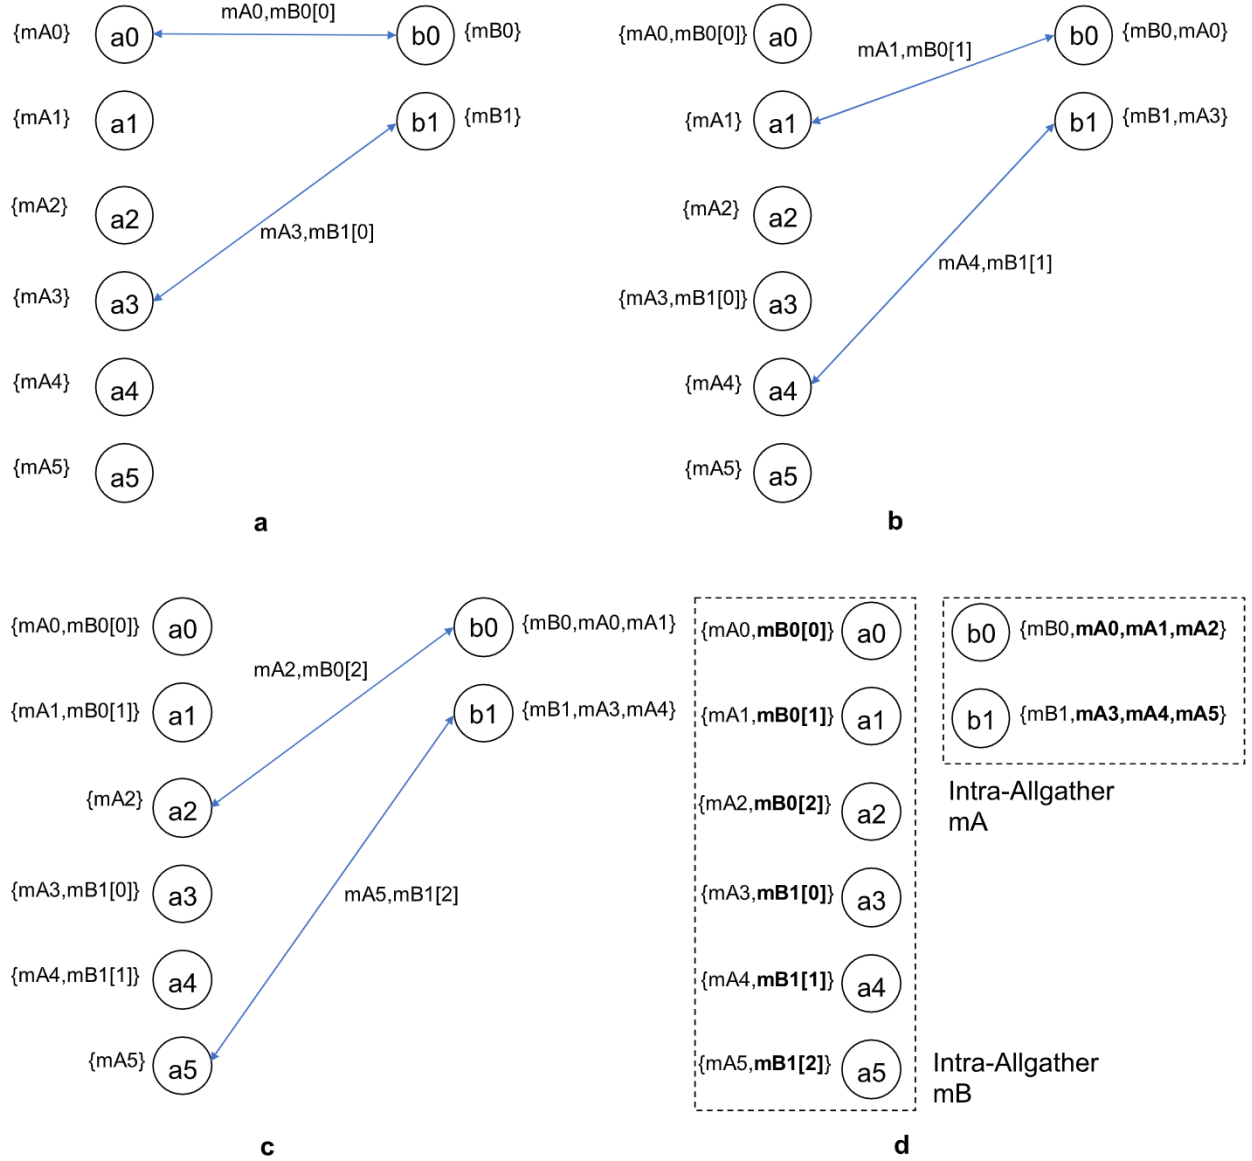 mA0,mB0[0]
{mA0} a0 b0 {mB0}
{mA1} a1 b1 {mB1}
{mA2} a2
mA3,mB1[0]
{mA3} a3
{mA4} a4
{mA5} a5
a
{mA0,mB0[0]} a0 b0 {mB0,mA0}
mA1,mB0[1]
{mA1} a1 b1 {mB1,mA3}
{mA2} a2
mA4,mB1[1]
{mA3,mB1[0]} a3
{mA4} a4
{mA5} a5
b
{mA0,mB0[0]} a0 b0 {mB0,mA0,mA1}
mA2,mB0[2]
{mA1,mB0[1]} a1 b1 {mB1,mA3,mA4}
{mA2} a2
{mA3,mB1[0]} a3
mA5,mB1[2]
{mA4,mB1[1]} a4
{mA5} a5
c
{mA0,mB0[0]} a0 b0 {mB0,mA0,mA1,mA2}
{mA1,mB0[1]} a1 b1 {mB1,mA3,mA4,mA5}
Intra-Allgather
mA
{mA2,mB0[2]} a2
{mA3,mB1[0]} a3
{mA4,mB1[1]} a4
{mA5,mB1[2]} a5
Intra-Allgather
mB
d